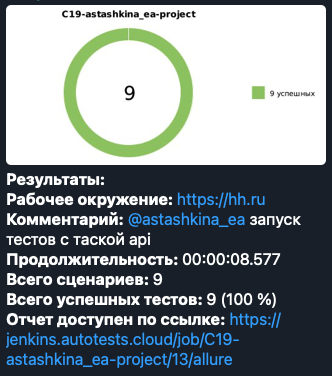 C19-astashkina_ea-project
9
9 успешных
Результаты:
Рабочее окружение: https://hh.ru
Комментарий: @astashkina_ea запуск
тестов с таской api
Продолжительность: 00:00:08.577
Всего сценариев: 9
Всего успешных тестов: 9 (100 %)
Отчет доступен по ссылке: https://
jenkins.autotests.cloud/job/C19-
astashkina_ea-project/13/allure